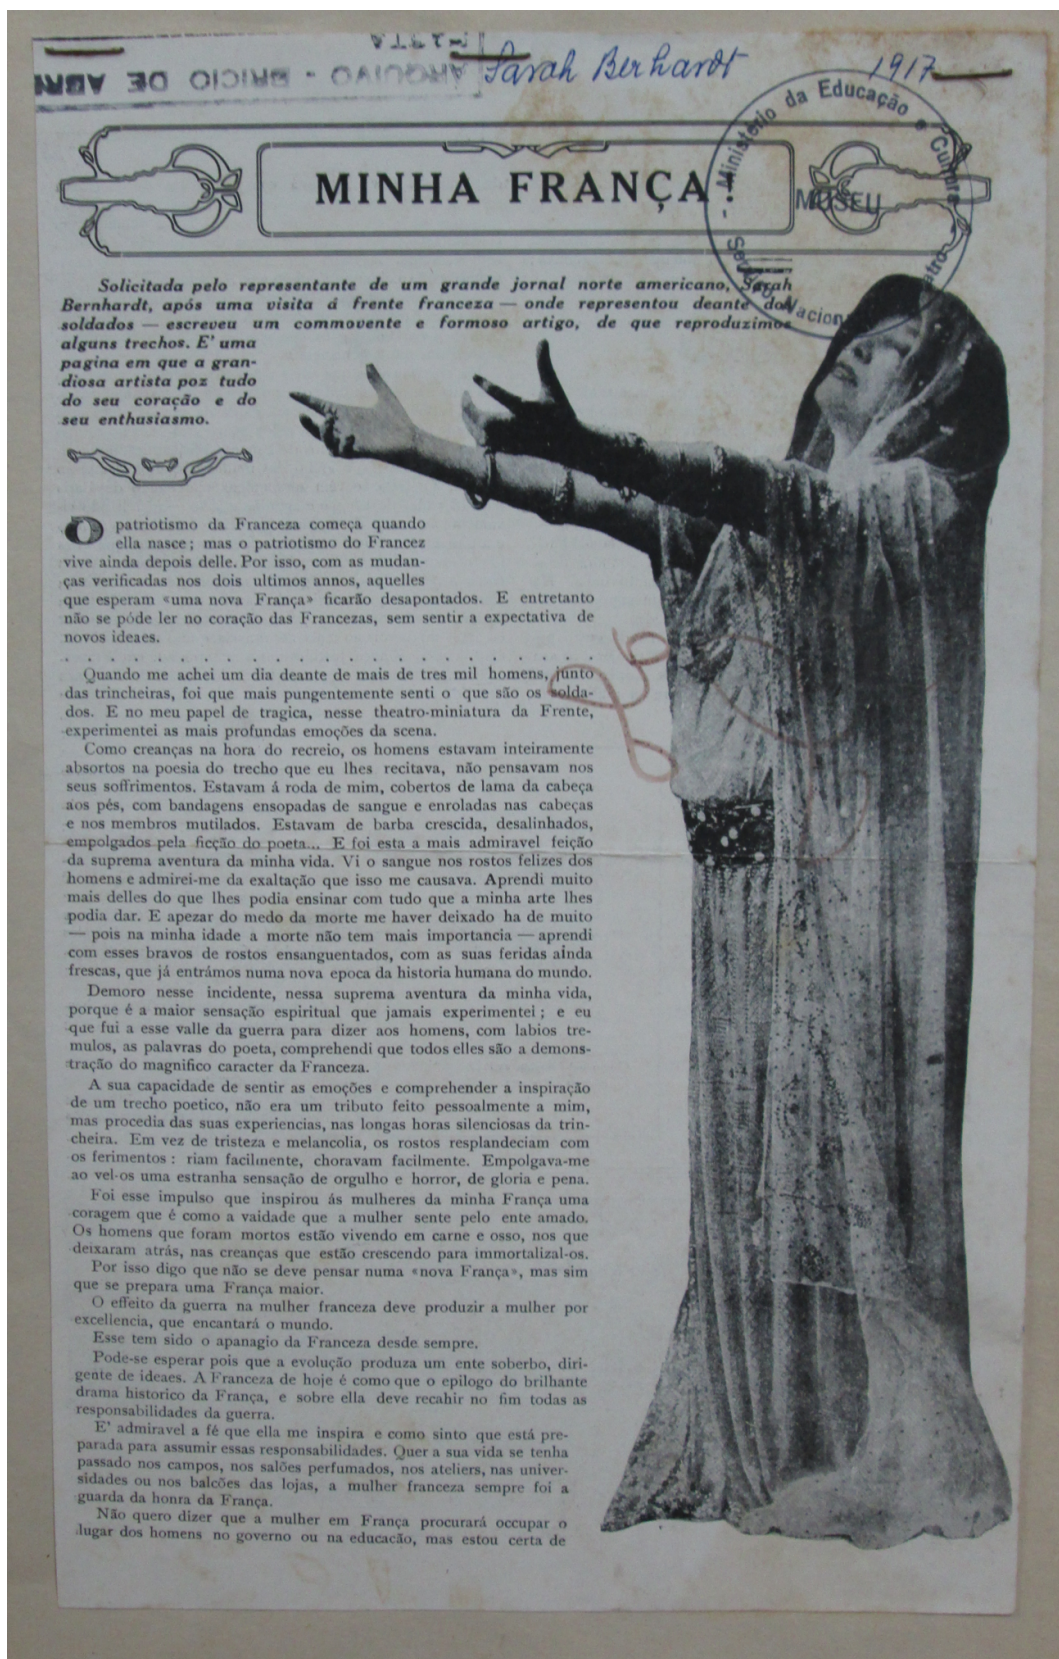 REVISTA
ARQUIVO - BRICIO DE ABRE
Sarah Berhardt 1917
Ministerio da Educação e Cultura - Serviço Nacional
MUSEU
MINHA FRANÇA
Solicitada pelo representante de um grande jornal norte americano, Sarah
Bernhardt, após uma visita á frente franceza — onde representou deante dos
soldados — escreveu um commovente e formoso artigo, de que reproduzimos
alguns trechos. E' uma
pagina em que a gran-
diosa artista poz tudo
do seu coração e do
seu enthusiasmo.
O patriotismo da Franceza começa quando
ella nasce; mas o patriotismo do Francez
vive ainda depois delle. Por isso, com as mudan-
ças verificadas nos dois ultimos annos, aquelles
que esperam «uma nova França» ficarão desapontados. E entretanto
não se póde ler no coração das Francezas, sem sentir a expectativa de
novos ideaes.
. . . . . . . . . . . . . . . . . . . .
Quando me achei um dia deante de mais de tres mil homens, junto
das trincheiras, foi que mais pungentemente senti o que são os solda-
dos. E no meu papel de tragica, nesse theatro-miniatura da Frente,
experimentei as mais profundas emoções da scena.
Como creanças na hora do recreio, os homens estavam inteiramente
absortos na poesia do trecho que eu lhes recitava, não pensavam nos
seus soffrimentos. Estavam á roda de mim, cobertos de lama da cabeça
aos pés, com bandagens ensopadas de sangue e enroladas nas cabeças
e nos membros mutilados. Estavam de barba crescida, desalinhados,
empolgados pela ficção do poeta... E foi esta a mais admiravel feição
da suprema aventura da minha vida. Vi o sangue nos rostos felizes dos
homens e admirei-me da exaltação que isso me causava. Aprendi muito
mais delles do que lhes podia ensinar com tudo que a minha arte lhes
podia dar. E apezar do medo da morte me haver deixado ha de muito
— pois na minha idade a morte não tem mais importancia — aprendi
com esses bravos de rostos ensanguentados, com as suas feridas ainda
frescas, que já entrámos numa nova epoca da historia humana do mundo.
Demoro nesse incidente, nessa suprema aventura da minha vida,
porque é a maior sensação espiritual que jamais experimentei; e eu
que fui a esse valle da guerra para dizer aos homens, com labios tre-
mulos, as palavras do poeta, comprehendi que todos elles são a demons-
tração do magnifico caracter da Franceza.
A sua capacidade de sentir as emoções e comprehender a inspiração
de um trecho poetico, não era um tributo feito pessoalmente a mim,
mas procedia das suas experiencias, nas longas horas silenciosas da trin-
cheira. Em vez de tristeza e melancolia, os rostos resplandeciam com
os ferimentos: riam facilmente, choravam facilmente. Empolgava-me
ao vel-os uma estranha sensação de orgulho e horror, de gloria e pena.
Foi esse impulso que inspirou ás mulheres da minha França uma
coragem que é como a vaidade que a mulher sente pelo ente amado.
Os homens que foram mortos estão vivendo em carne e osso, nos que
deixaram atrás, nas creanças que estão crescendo para immortalizal-os.
Por isso digo que não se deve pensar numa «nova França», mas sim
que se prepara uma França maior.
O effeito da guerra na mulher franceza deve produzir a mulher por
excellencia, que encantará o mundo.
Esse tem sido o apanagio da Franceza desde sempre.
Pode-se esperar pois que a evolução produza um ente soberbo, diri-
gente de ideaes. A Franceza de hoje é como que o epilogo do brilhante
drama historico da França, e sobre ella deve recahir no fim todas as
responsabilidades da guerra.
E' admiravel a fé que ella me inspira e como sinto que está pre-
parada para assumir essas responsabilidades. Quer a sua vida se tenha
passado nos campos, nos salões perfumados, nos ateliers, nas univer-
sidades ou nos balcões das lojas, a mulher franceza sempre foi a
guarda da honra da França.
Não quero dizer que a mulher em França procurará occupar o
lugar dos homens no governo ou na educacão, mas estou certa de